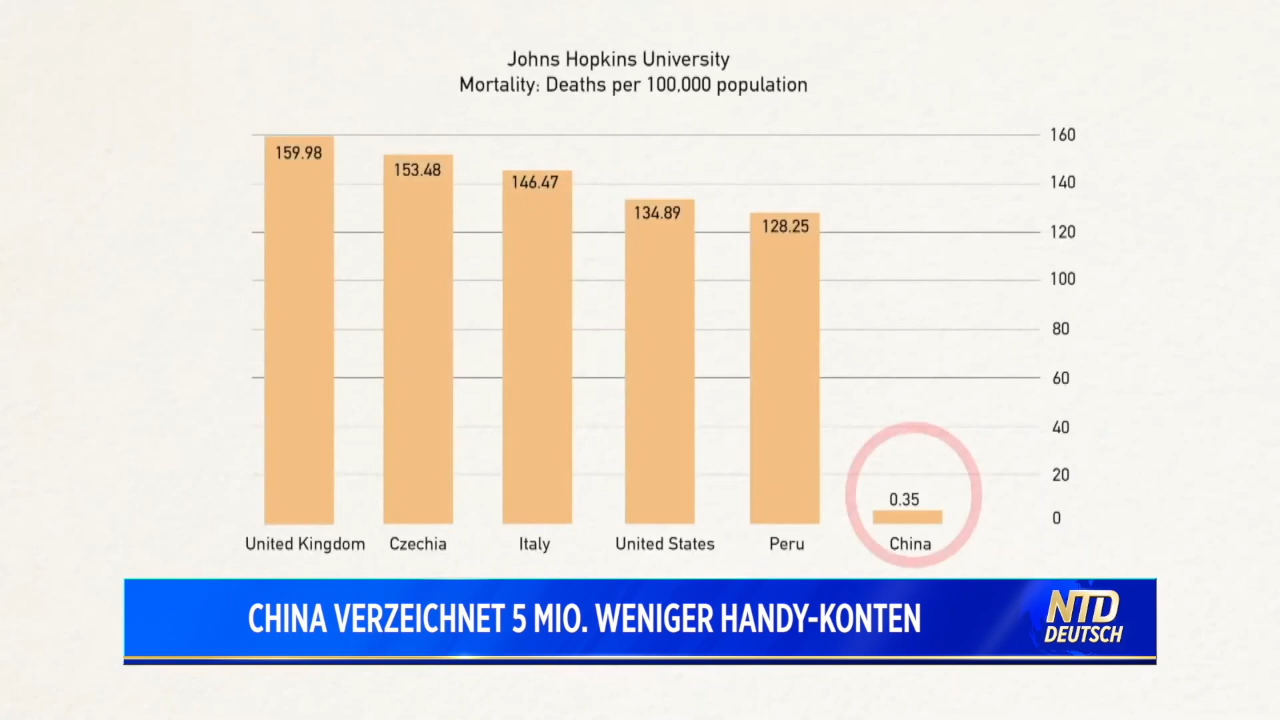 Johns Hopkins University
Mortality: Deaths per 100,000 population
160
159.98
153.48
146.47
140
134.89
128.25
120
100
80
60
40
20
0.35
0
United Kingdom Czechia Italy United States Peru China
CHINA VERZEICHNET 5 MIO. WENIGER HANDY-KONTEN
NTD
DEUTSCH